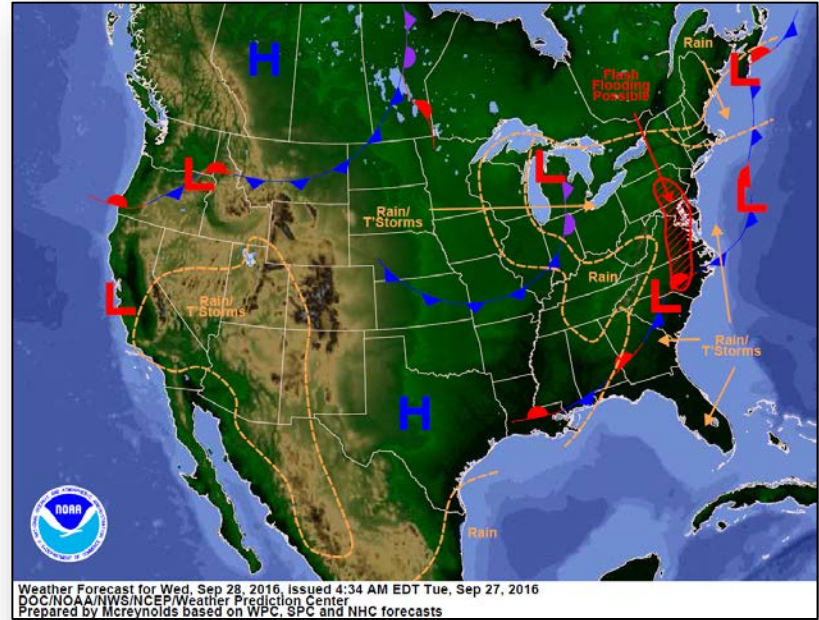 H
Rain
L
Flash
Flooding
Possible
L
L
L
Rain/
T'Storms
Rain
Rain/
T'Storms
L
L
Rain/
T'Storms
H
Rain
NOAA
Weather Forecast for Wed, Sep 28, 2016, issued 4:34 AM EDT Tue, Sep 27, 2016
DOC/NOAA/NWS/NCEP/Weather Prediction Center
Prepared by Mcreynolds based on WPC, SPC and NHC forecasts